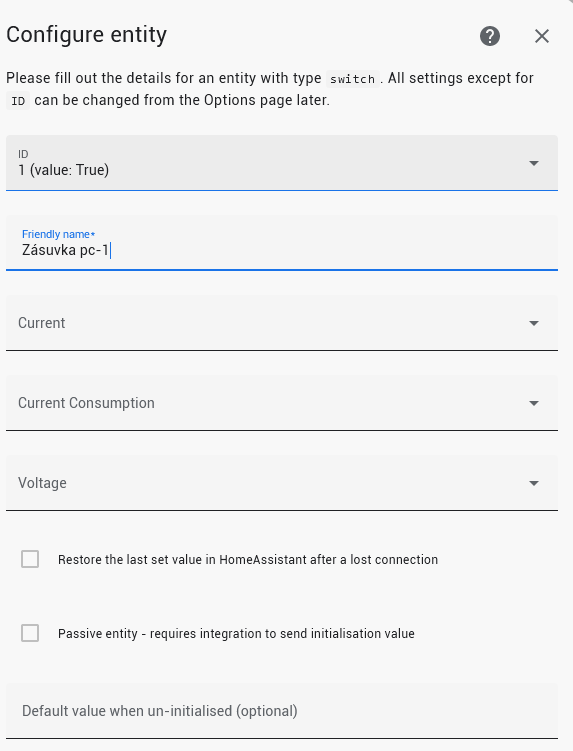 Configure entity
Please fill out the details for an entity with type switch. All settings except for
ID can be changed from the Options page later.
ID
1 (value: True)
Friendly name*
Zásuvka pc-1
Current
Current Consumption
Voltage
Restore the last set value in HomeAssistant after a lost connection
Passive entity - requires integration to send initialisation value
Default value when un-initialised (optional)